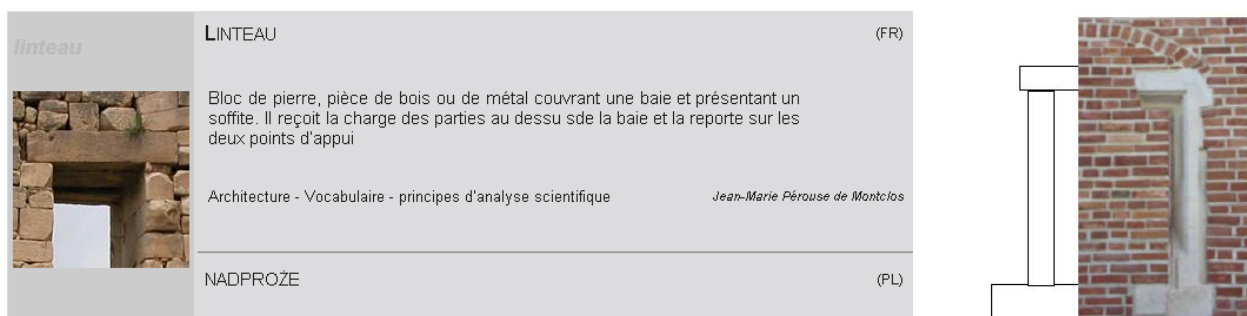 linteau
LINTEAU (FR)
Bloc de pierre, pièce de bois ou de métal couvrant une baie et présentant un
soffite. Il reçoit la charge des parties au dessu sde la baie et la reporte sur les
deux points d'appui
Architecture - Vocabulaire - principes d'analyse scientifique Jean-Marie Pérouse de Montclos
NADPROŻE (PL)